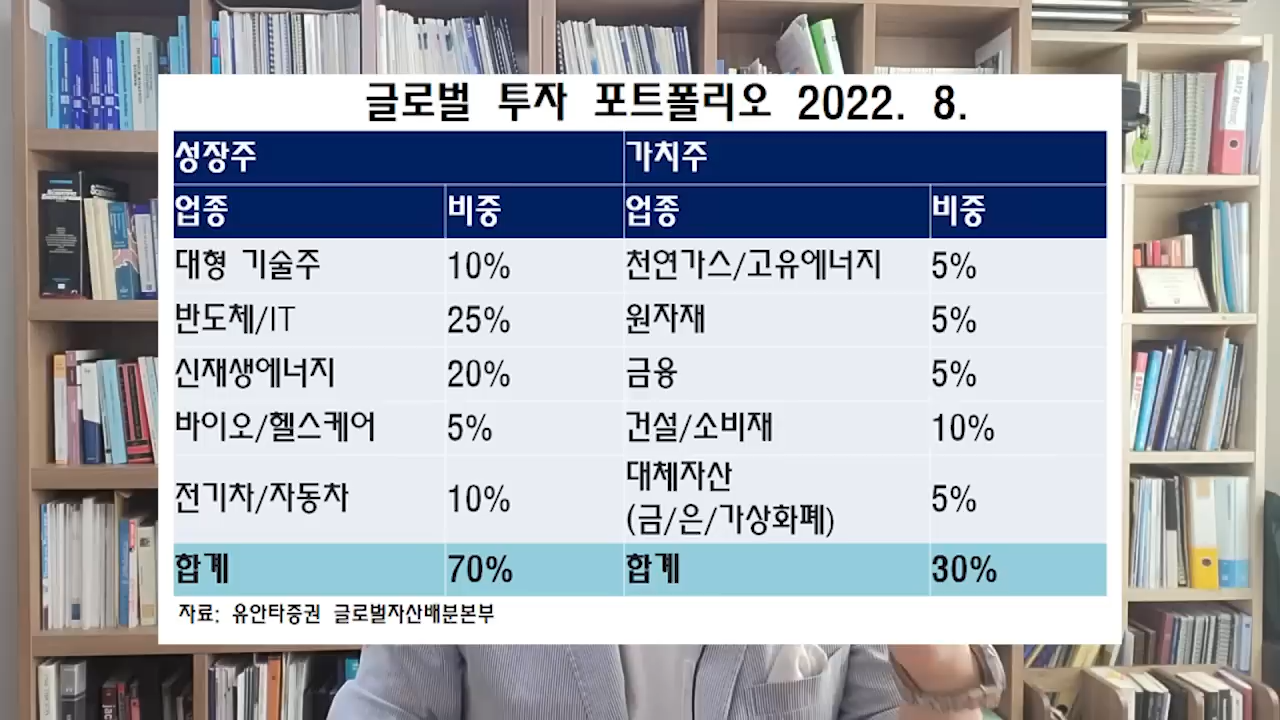 글로벌 투자 포트폴리오 2022. 8.
성장주 가치주
업종 비중 업종 비중
대형 기술주 10% 천연가스/고유에너지 5%
반도체/IT 25% 원자재 5%
신재생에너지 20% 금융 5%
바이오/헬스케어 5% 건설/소비재 10%
전기차/자동차 10% 대체자산
(금/은/가상화폐) 5%
합계 70% 합계 30%
자료: 유안타증권 글로벌자산배분본부